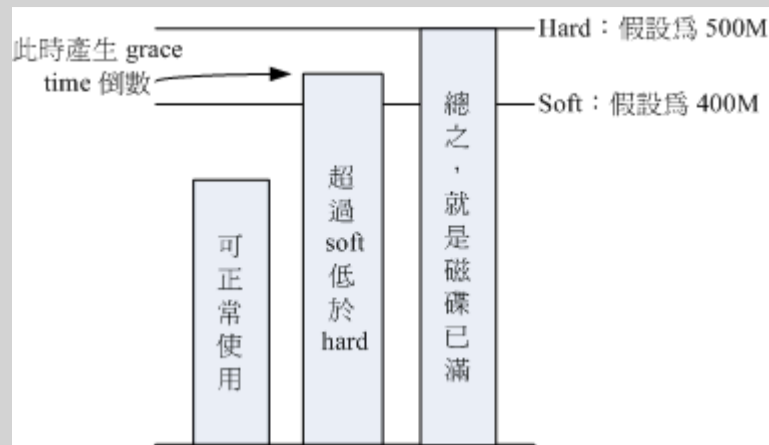 Hard：假設爲 500M
此時產生 grace
time 倒數
Soft：假設爲 400M
可正常使用
超過
soft
低於
hard
總之，就是磁碟已滿